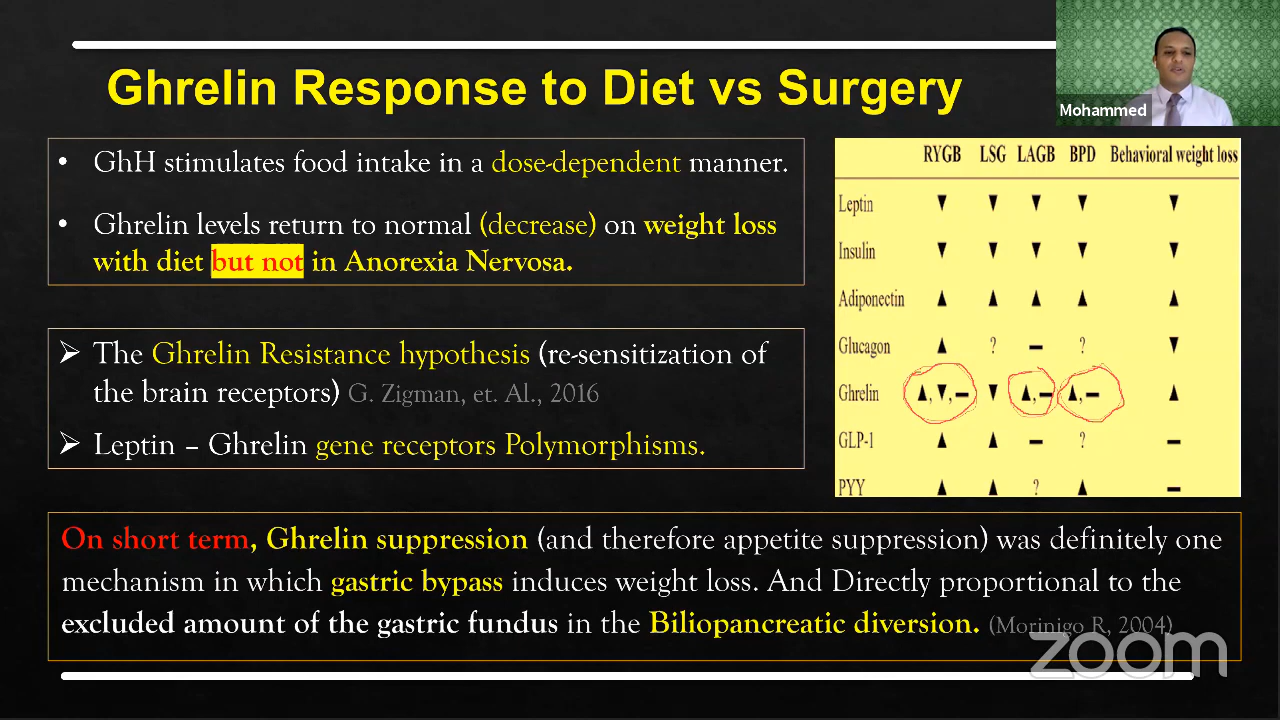 Ghrelin Response to Diet vs Surgery
Mohammed
• GhH stimulates food intake in a dose-dependent manner.
• Ghrelin levels return to normal (decrease) on weight loss
with diet but not in Anorexia Nervosa.
➢ The Ghrelin Resistance hypothesis (re-sensitization of
the brain receptors) G. Zigman, et. Al., 2016
➢ Leptin – Ghrelin gene receptors Polymorphisms.
RYGB LSG LAGB BPD Behavioral weight loss
Leptin ▼ ▼ ▼ ▼ ▼
Insulin ▼ ▼ ▼ ▼ ▼
Adiponectin ▲ ▲ ▲ ▲ ▲
Glucagon ▲ ? – ? ▼
Ghrelin ▲,▼,– ▼ ▲,– ▲,– ▲
GLP-1 ▲ ▲ – ? –
PYY ▲ ▲ ? ▲ –
On short term, Ghrelin suppression (and therefore appetite suppression) was definitely one
mechanism in which gastric bypass induces weight loss. And Directly proportional to the
excluded amount of the gastric fundus in the Biliopancreatic diversion. (Morinigo R, 2004)
zoom